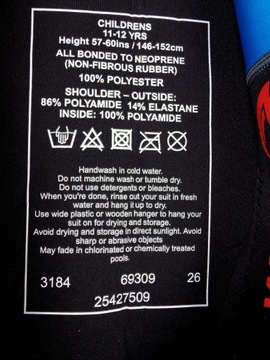 CHILDRENS
11-12 YRS
Height 57-60ins / 146-152cm
ALL BONDED TO NEOPRENE
(NON-FIBROUS RUBBER)
100% POLYESTER
SHOULDER – OUTSIDE:
86% POLYAMIDE 14% ELASTANE
INSIDE: 100% POLYAMIDE
Handwash in cold water.
Do not machine wash or tumble dry.
Do not use detergents or bleaches.
When you're done, rinse out your suit in fresh
water and hang it up to dry.
Use wide plastic or wooden hanger to hang your
suit on for drying and storage.
Avoid drying and storage in direct sunlight. Avoid
sharp or abrasive objects
May fade in chlorinated or chemically treated
pools.
3184 69309 26
25427509